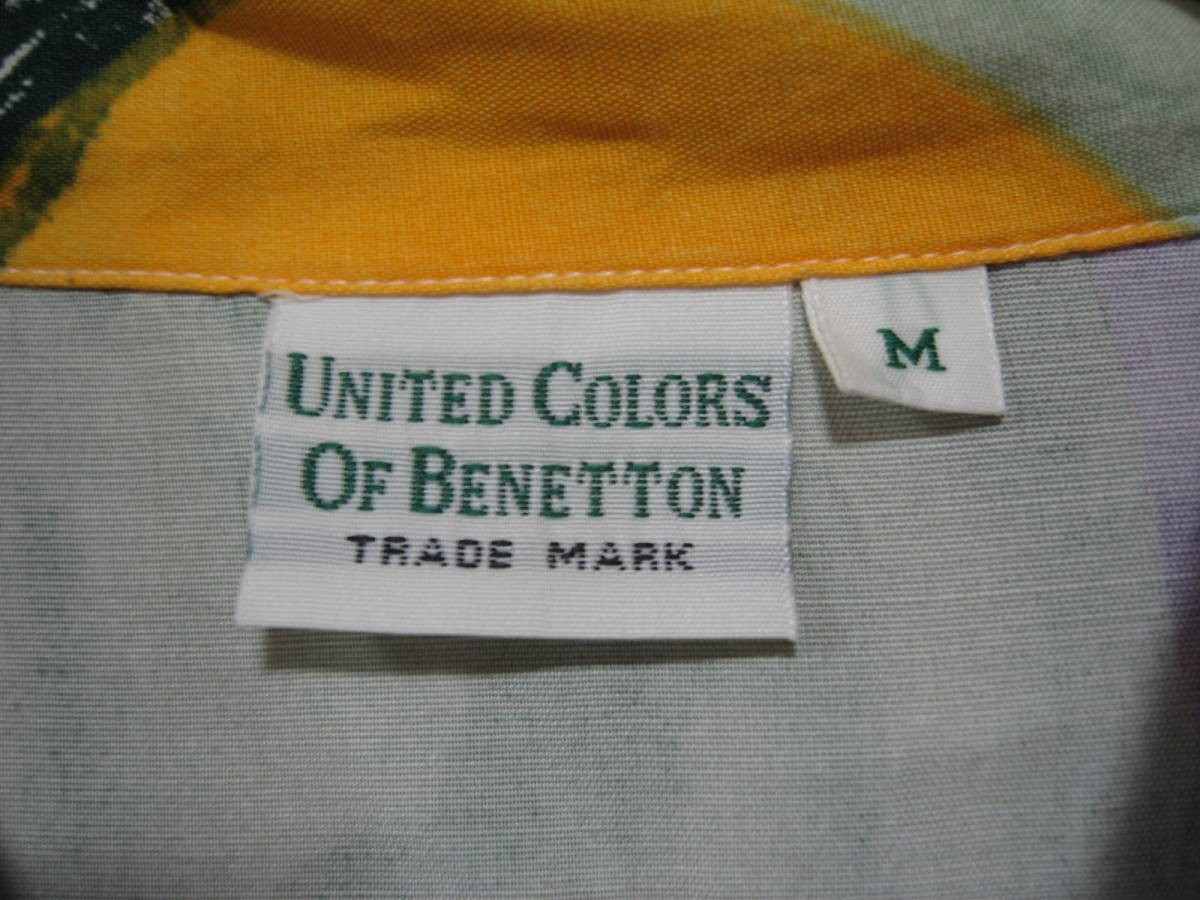 UNITED COLORS
OF BENETTON
TRADE MARK
M